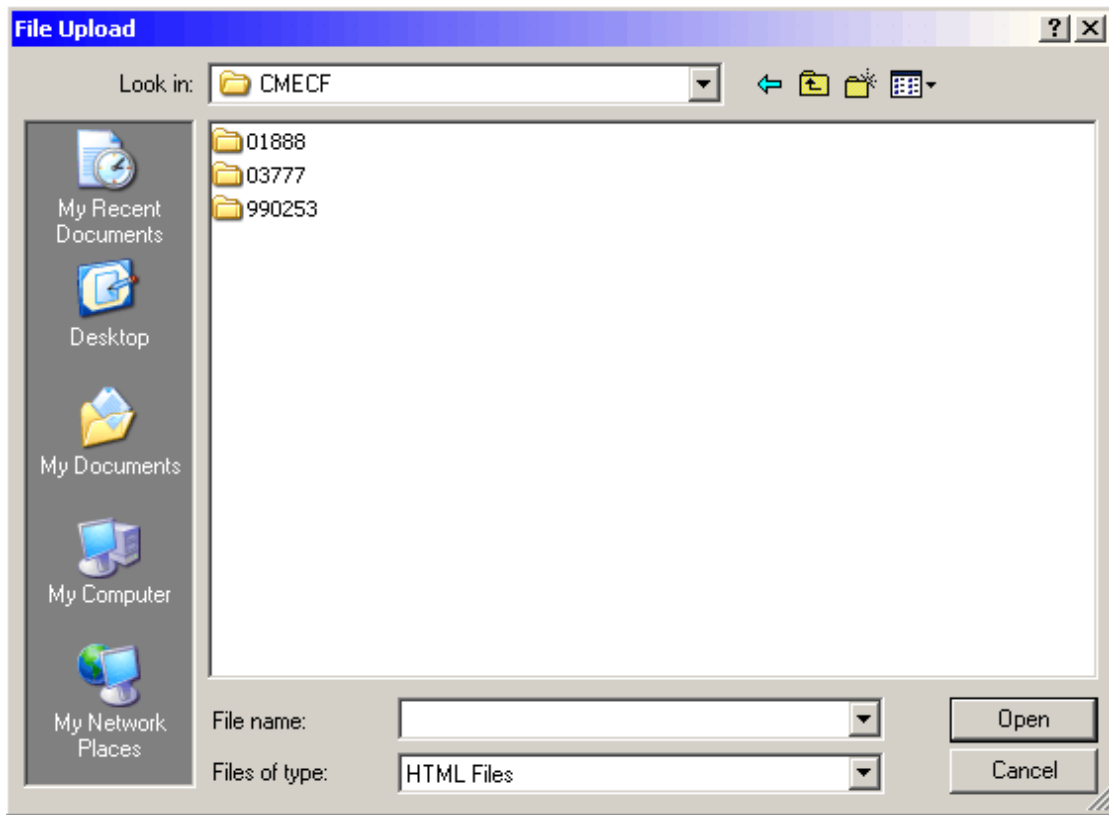 File Upload
Look in: CMECF
01888
03777
990253
My Recent
Documents
Desktop
My Documents
My Computer
My Network
Places
File name: Open
Files of type: HTML Files Cancel